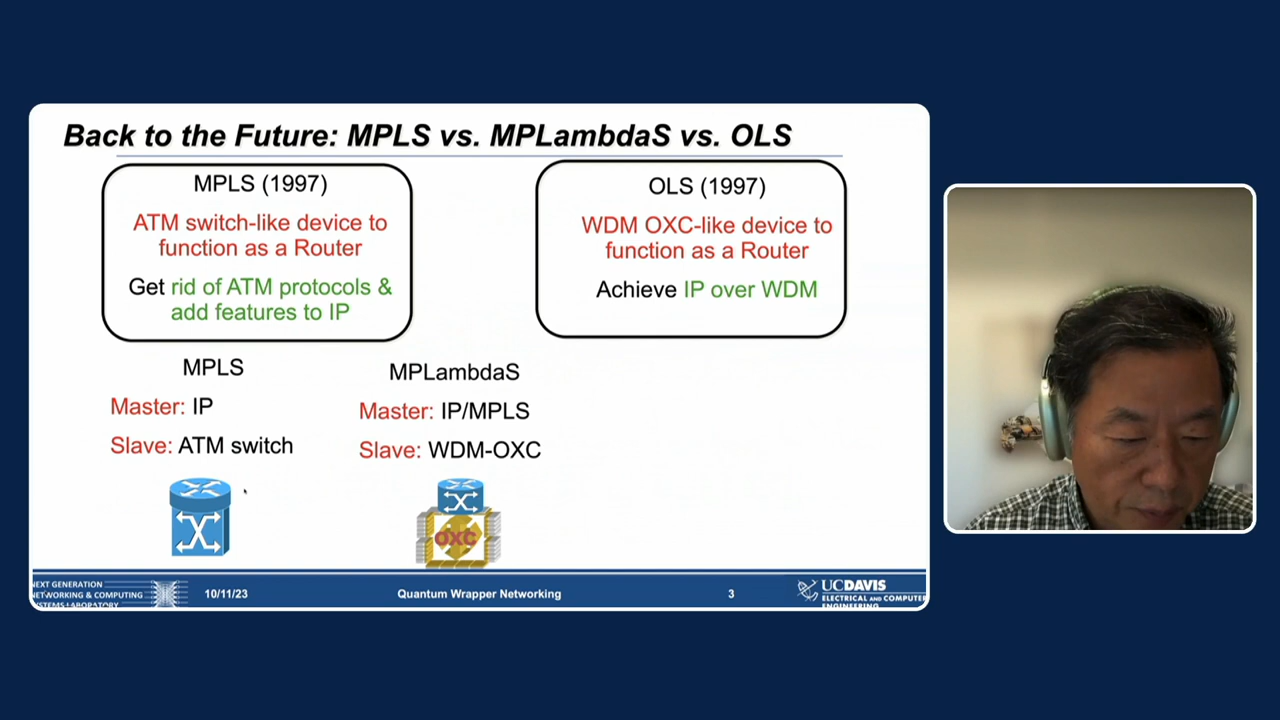 Back to the Future: MPLS vs. MPLambdaS vs. OLS
MPLS (1997)
ATM switch-like device to
function as a Router
Get rid of ATM protocols &
add features to IP
OLS (1997)
WDM OXC-like device to
function as a Router
Achieve IP over WDM
MPLS
Master: IP
Slave: ATM switch
MPLambdaS
Master: IP/MPLS
Slave: WDM-OXC
OXC
NEXT GENERATION
NETWORKING & COMPUTING
SYSTEMS LABORATORY
10/11/23
Quantum Wrapper Networking
3
UCDAVIS
ELECTRICAL AND COMPUTER
ENGINEERING